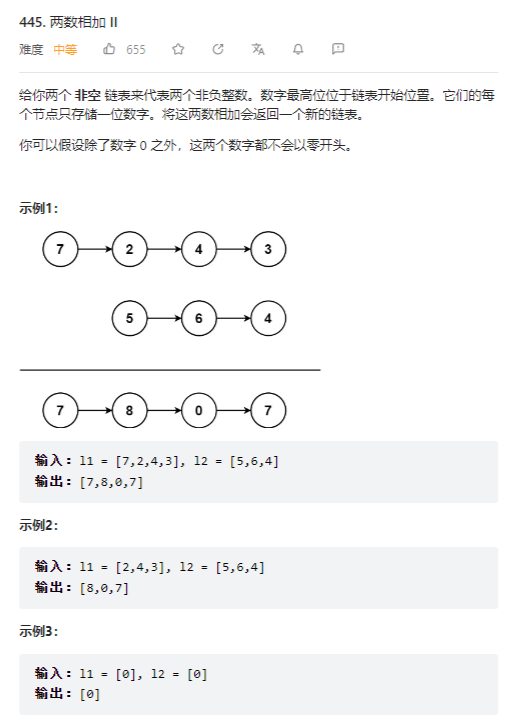 445. 两数相加 II
难度 中等 655
给你两个 非空 链表来代表两个非负整数。数字最高位位于链表开始位置。它们的每
个节点只存储一位数字。将这两数相加会返回一个新的链表。
你可以假设除了数字 0 之外，这两个数字都不会以零开头。
示例1：
7 2 4 3
5 6 4
7 8 0 7
输入：l1 = [7,2,4,3], l2 = [5,6,4]
输出：[7,8,0,7]
示例2：
输入：l1 = [2,4,3], l2 = [5,6,4]
输出：[8,0,7]
示例3：
输入：l1 = [0], l2 = [0]
输出：[0]